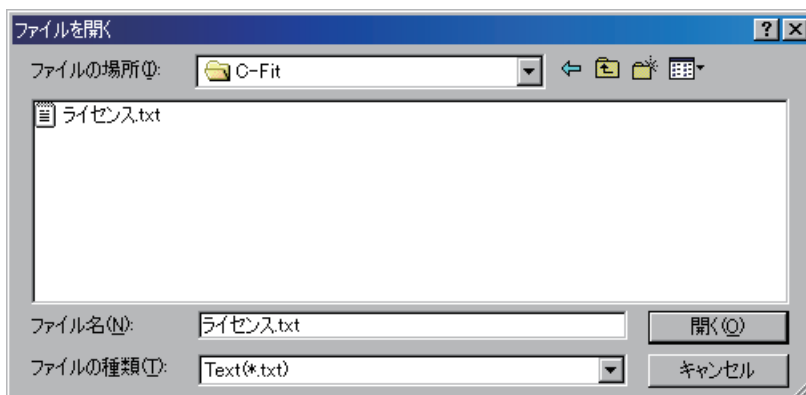 ファイルを開く
ファイルの場所(I):
C-Fit
ライセンス.txt
ファイル名(N):
ライセンス.txt
開く(O)
ファイルの種類(T):
Text(*.txt)
キャンセル